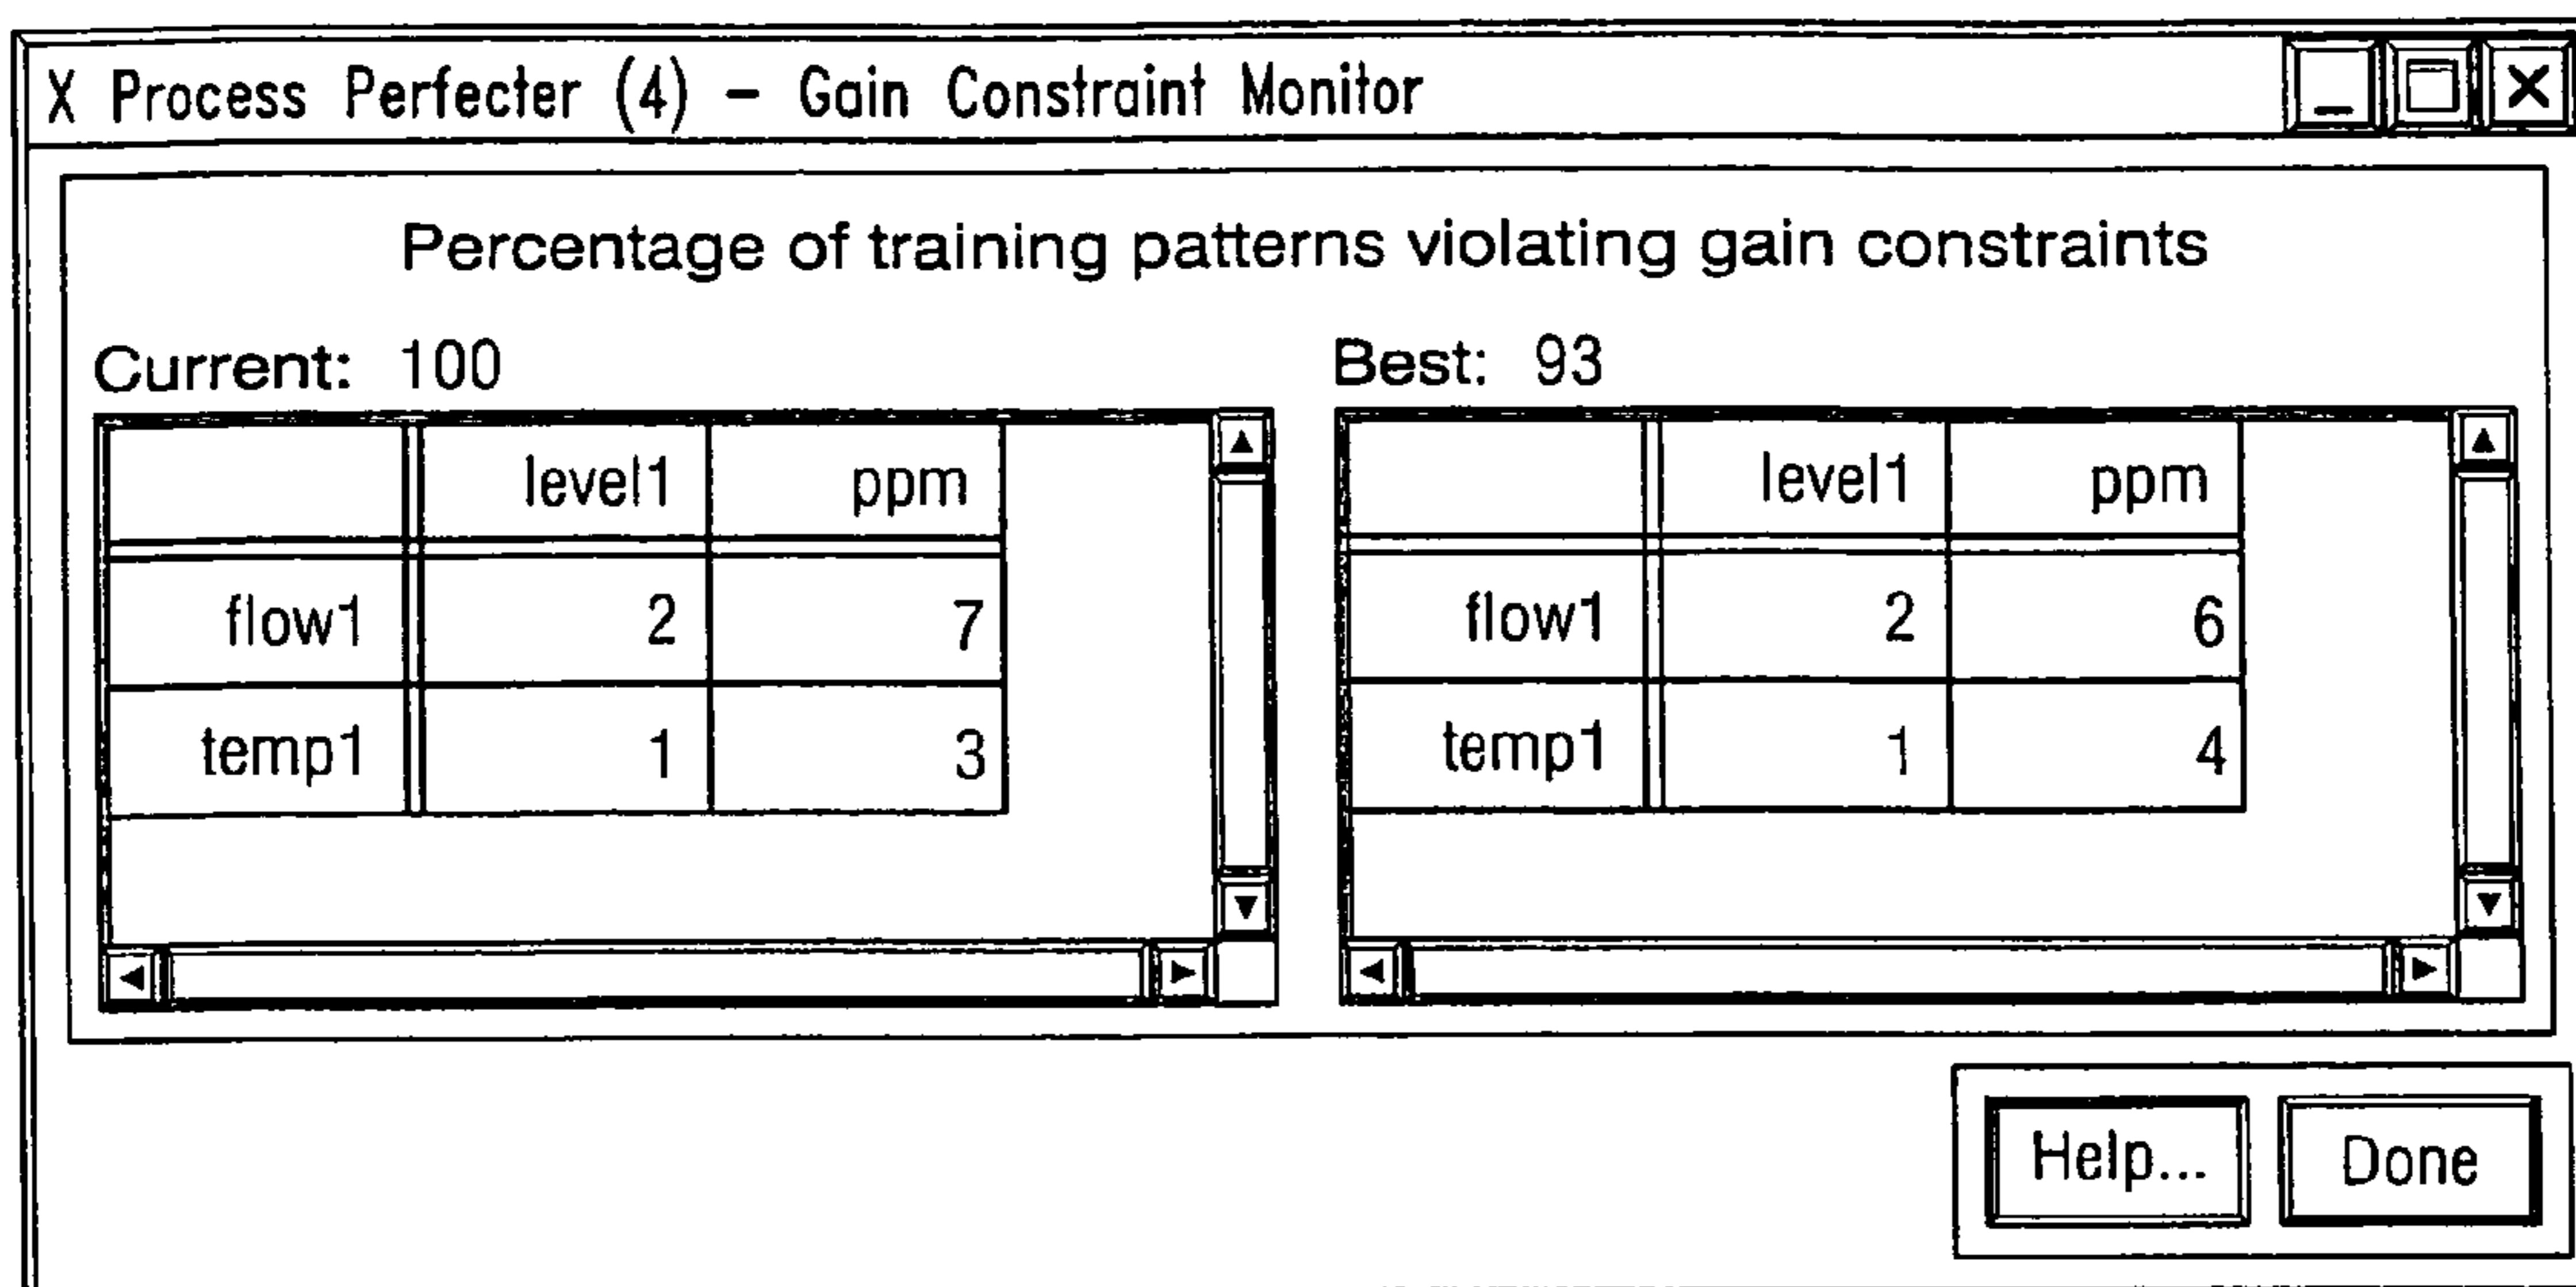 X Process Perfecter (4) – Gain Constraint Monitor
Percentage of training patterns violating gain constraints
Current: 100
level1 ppm
flow1 2 7
temp1 1 3
Best: 93
level1 ppm
flow1 2 6
temp1 1 4
Help... Done